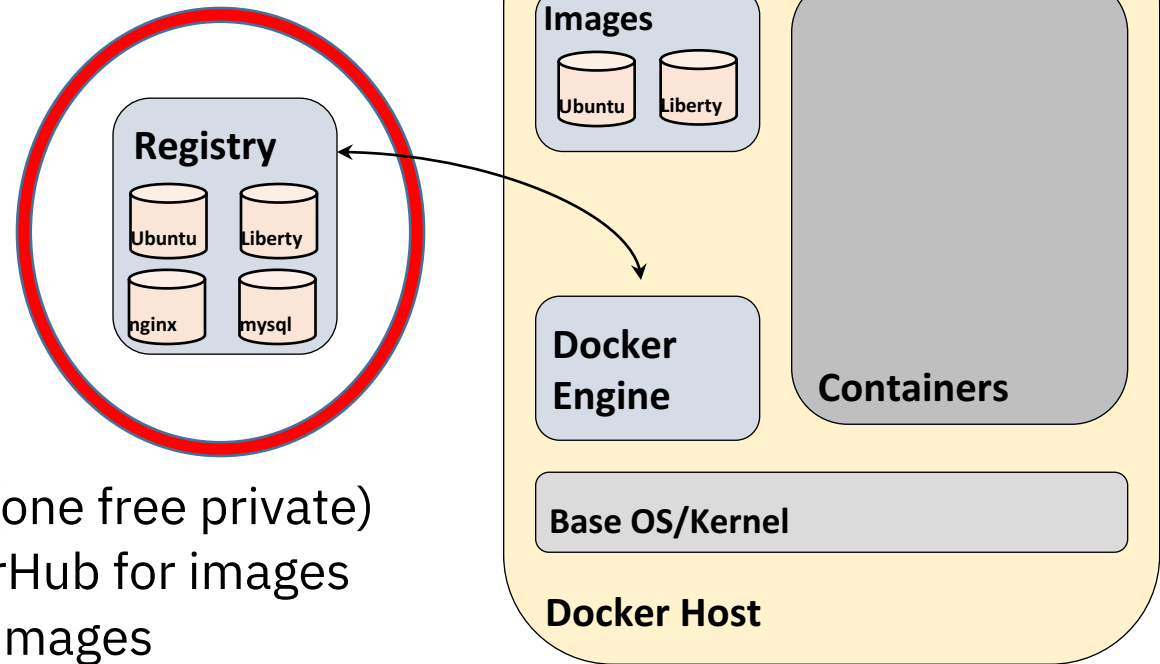 Registry
Ubuntu
Liberty
nginx
mysql
one free private)
rHub for images
mages
Images
Ubuntu
Liberty
Docker
Engine
Containers
Base OS/Kernel
Docker Host